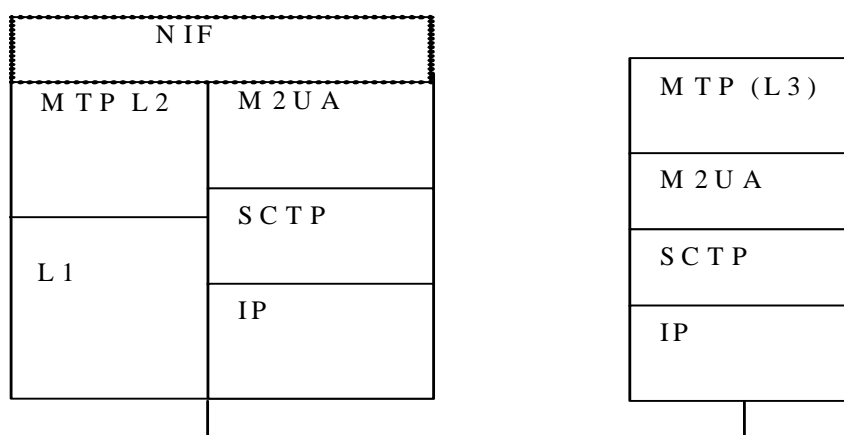 NIF
MTP L2
M2UA
SCTP
L1
IP
MTP (L3)
M2UA
SCTP
IP